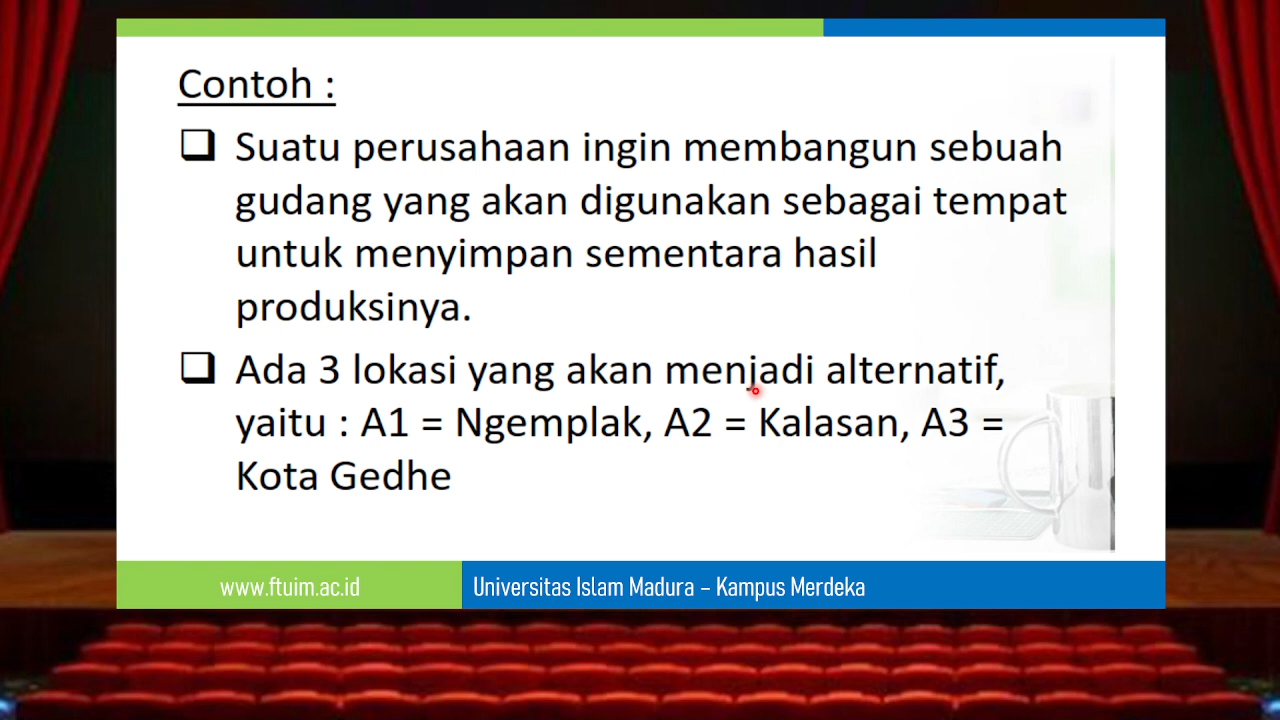 Contoh :
❑ Suatu perusahaan ingin membangun sebuah
gudang yang akan digunakan sebagai tempat
untuk menyimpan sementara hasil
produksinya.
❑ Ada 3 lokasi yang akan menjadi alternatif,
yaitu : A1 = Ngemplak, A2 = Kalasan, A3 =
Kota Gedhe
www.ftuim.ac.id
Universitas Islam Madura – Kampus Merdeka